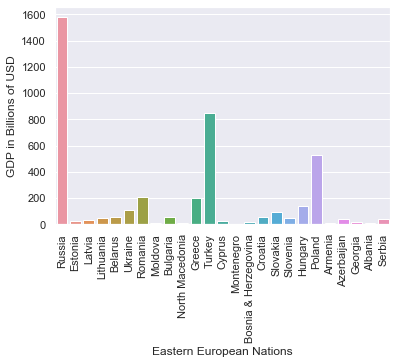 1600
1400
1200
1000
800
600
400
200
0
GDP in Billions of USD
Russia
Estonia
Latvia
Lithuania
Belarus
Ukraine
Romania
Moldova
Bulgaria
North Macedonia
Greece
Turkey
Cyprus
Montenegro
Bosnia & Herzegovina
Croatia
Slovakia
Slovenia
Hungary
Poland
Armenia
Azerbaijan
Georgia
Albania
Serbia
Eastern European Nations